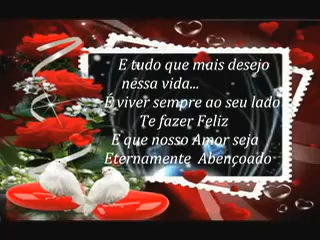 E tudo que mais desejo
nessa vida...
É viver sempre ao seu lado
Te fazer Feliz
E que nosso Amor seja
Eternamente Abençoado